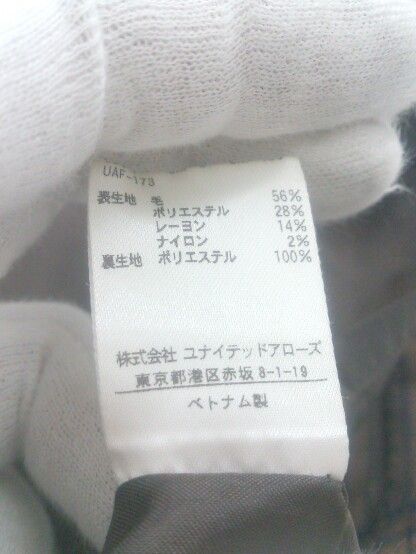 UAF-173
表生地 毛 56%
ポリエステル 28%
レーヨン 14%
ナイロン 2%
裏生地 ポリエステル 100%
株式会社 ユナイテッドアローズ
東京都港区赤坂 8-1-19
ベトナム製